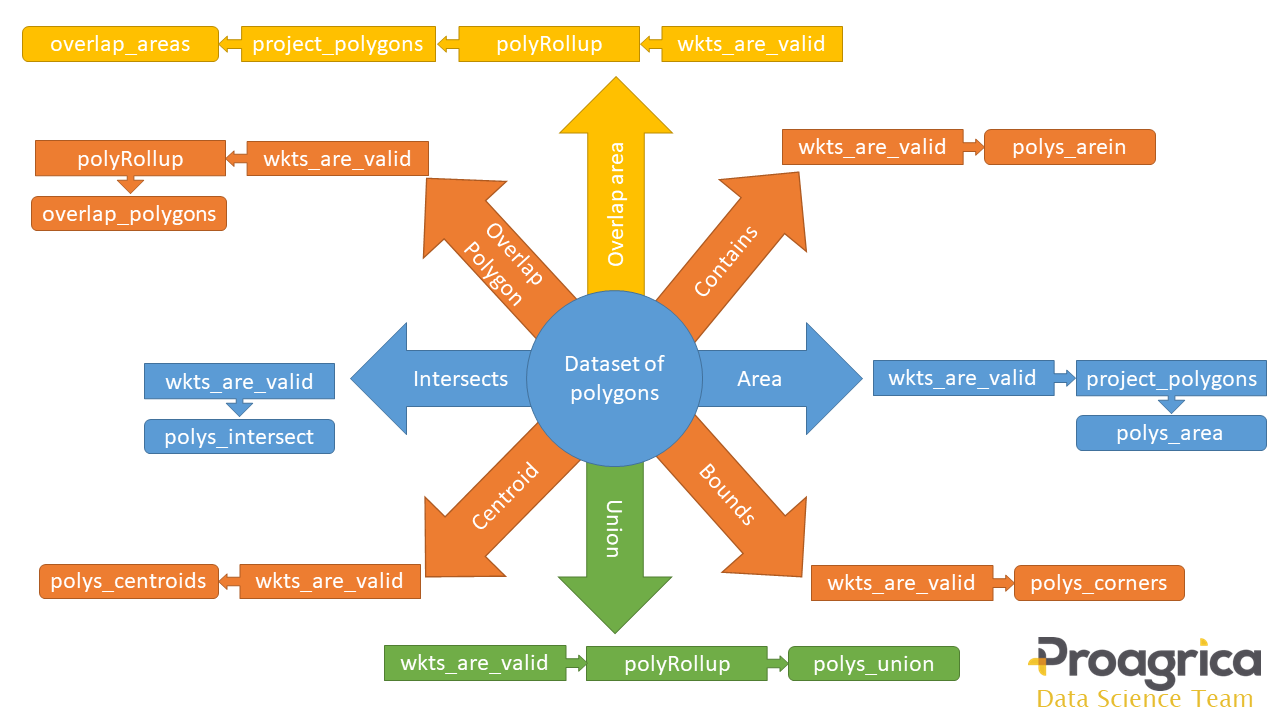 overlap_areas
project_polygons
polyRollup
wkts_are_valid
Overlap area
polyRollup
wkts_are_valid
overlap_polygons
Overlap
Polygon
wkts_are_valid
polys_arein
Contains
Dataset of
polygons
Intersects
wkts_are_valid
polys_intersect
Area
wkts_are_valid
project_polygons
polys_area
Centroid
polys_centroids
wkts_are_valid
Union
Bounds
wkts_are_valid
polys_corners
wkts_are_valid
polyRollup
polys_union
Proagrica
Data Science Team